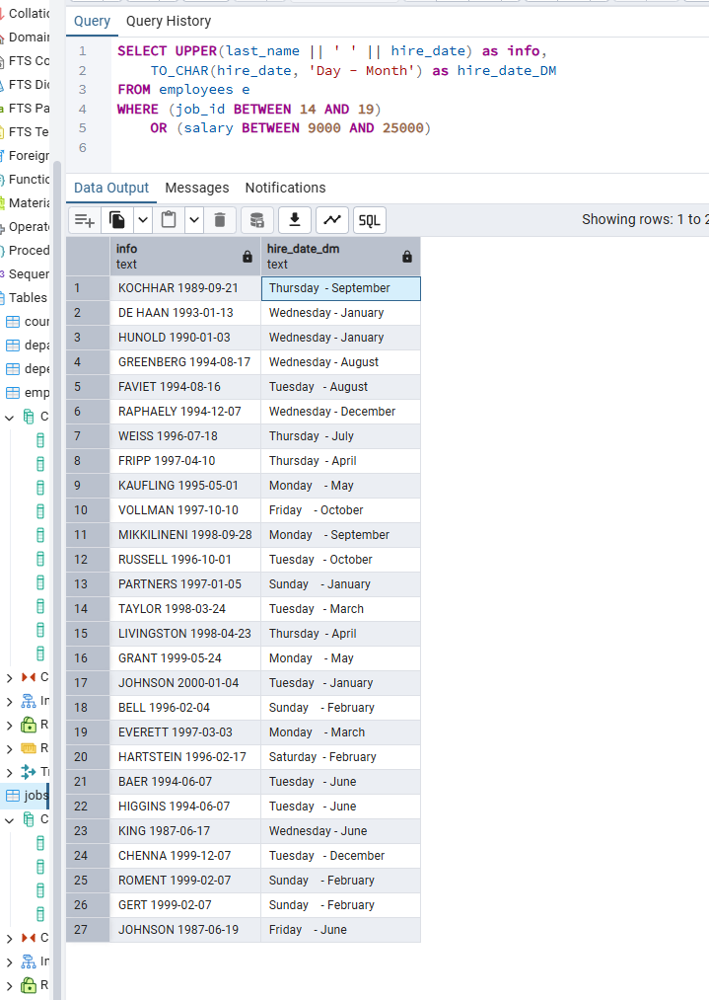 Collatio
Domain
FTS Co
FTS Dic
FTS Pa
FTS Te
Foreign
Functio
Materia
Operato
Proced
Sequen
Tables
cour
depa
depe
emp
C
C
In
R
R
Tr
jobs
C
C
In
R
Query Query History
1 SELECT UPPER(last_name || ' ' || hire_date) as info,
2 TO_CHAR(hire_date, 'Day - Month') as hire_date_DM
3 FROM employees e
4 WHERE (job_id BETWEEN 14 AND 19)
5 OR (salary BETWEEN 9000 AND 25000)
6
Data Output Messages Notifications
SQL Showing rows: 1 to 2
info hire_date_dm
text text
1 KOCHHAR 1989-09-21 Thursday - September
2 DE HAAN 1993-01-13 Wednesday - January
3 HUNOLD 1990-01-03 Wednesday - January
4 GREENBERG 1994-08-17 Wednesday - August
5 FAVIET 1994-08-16 Tuesday - August
6 RAPHAELY 1994-12-07 Wednesday - December
7 WEISS 1996-07-18 Thursday - July
8 FRIPP 1997-04-10 Thursday - April
9 KAUFLING 1995-05-01 Monday - May
10 VOLLMAN 1997-10-10 Friday - October
11 MIKKILINENI 1998-09-28 Monday - September
12 RUSSELL 1996-10-01 Tuesday - October
13 PARTNERS 1997-01-05 Sunday - January
14 TAYLOR 1998-03-24 Tuesday - March
15 LIVINGSTON 1998-04-23 Thursday - April
16 GRANT 1999-05-24 Monday - May
17 JOHNSON 2000-01-04 Tuesday - January
18 BELL 1996-02-04 Sunday - February
19 EVERETT 1997-03-03 Monday - March
20 HARTSTEIN 1996-02-17 Saturday - February
21 BAER 1994-06-07 Tuesday - June
22 HIGGINS 1994-06-07 Tuesday - June
23 KING 1987-06-17 Wednesday - June
24 CHENNA 1999-12-07 Tuesday - December
25 ROMENT 1999-02-07 Sunday - February
26 GERT 1999-02-07 Sunday - February
27 JOHNSON 1987-06-19 Friday - June